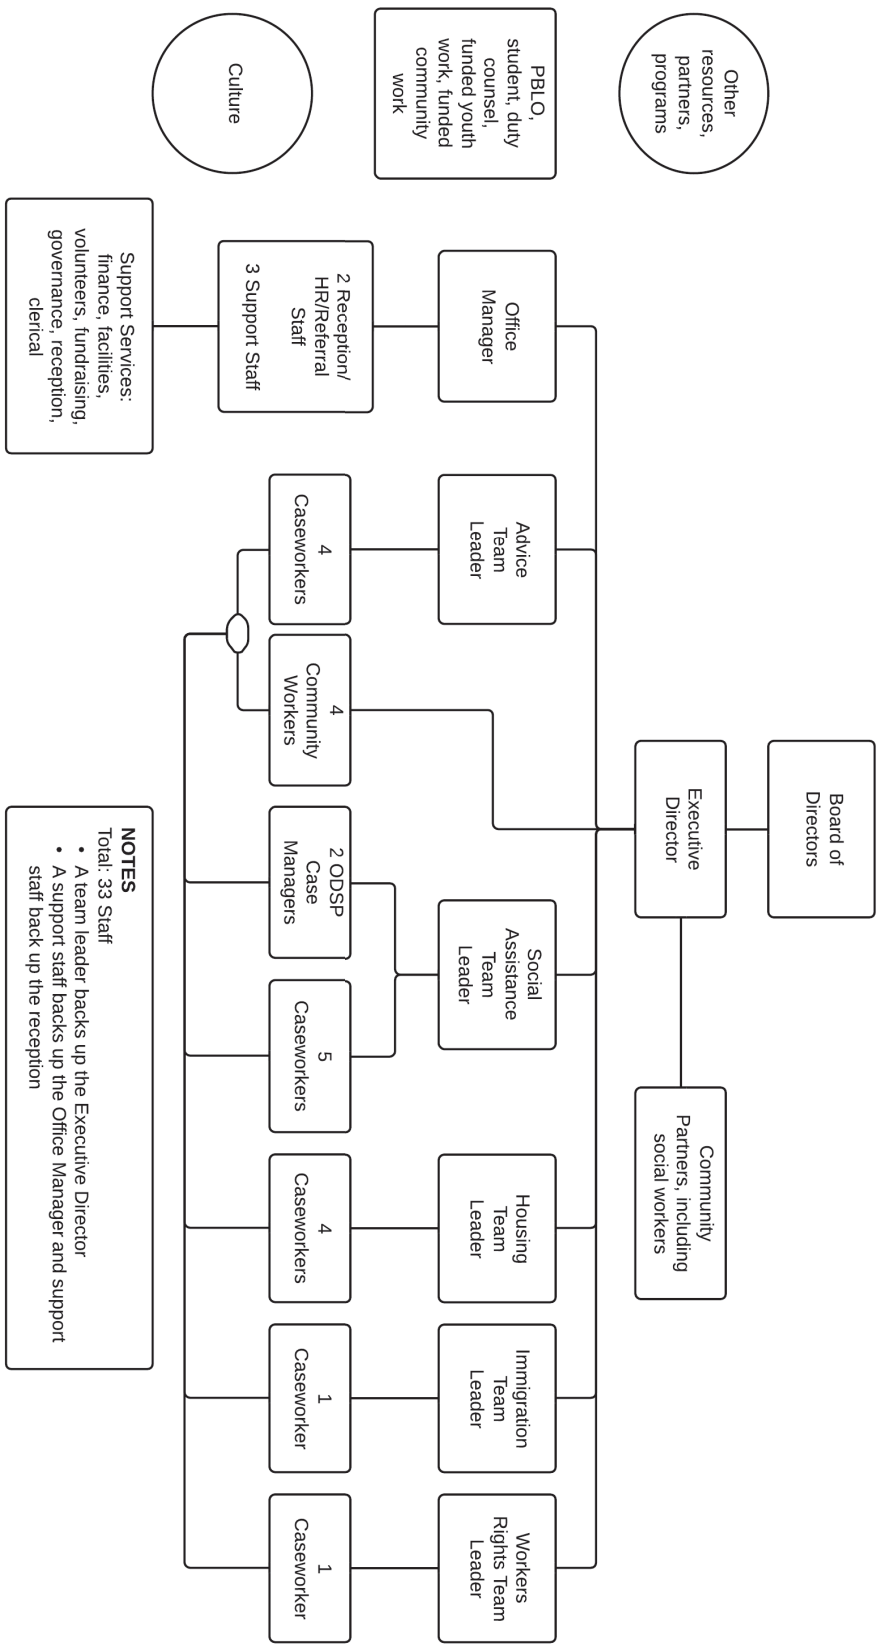 Other
resources,
partners,
programs
PBLO,
student, duty
counsel,
funded youth
work, funded
community
work
Culture
Board of
Directors
Executive
Director
Community
Partners, including
social workers
Office
Manager
Advice
Team
Leader
Social
Assistance
Team
Leader
Housing
Team
Leader
Immigration
Team
Leader
Workers
Rights Team
Leader
2 Reception/
HR/Referral
Staff
3 Support Staff
4
Caseworkers
4
Community
Workers
2 ODSP
Case
Managers
5
Caseworkers
4
Caseworkers
1
Caseworker
1
Caseworker
Support Services:
finance, facilities,
volunteers, fundraising,
governance, reception,
clerical
NOTES
Total: 33 Staff
• A team leader backs up the Executive Director
• A support staff backs up the Office Manager and support
staff back up the reception